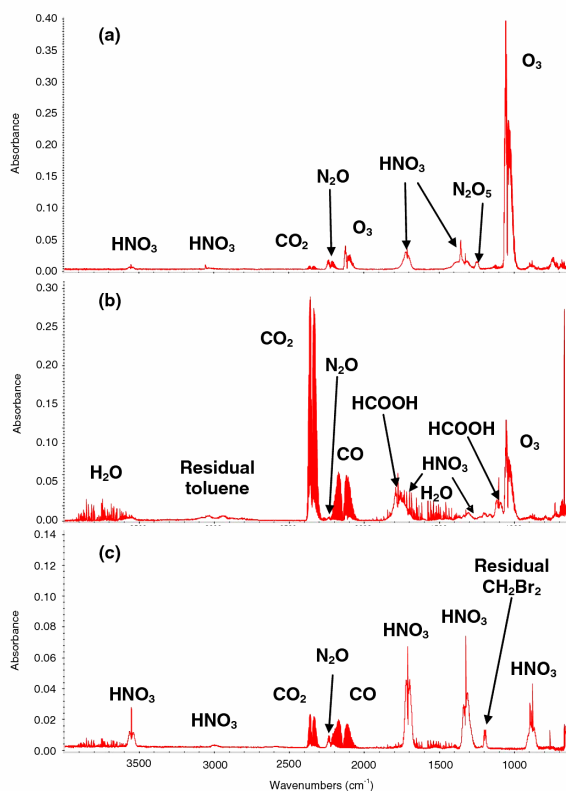 0.40
(a)
0.35
O3
0.30
Absorbance
0.25
0.20
HNO3
N2O
0.15
N2O5
0.10
O3
HNO3
HNO3
CO2
0.05
0.00
0.30
(b)
0.25
CO2
0.20
N2O
Absorbance
0.15
HCOOH
HCOOH
0.10
CO
O3
HNO3
H2O
Residual
toluene
H2O
0.05
0.00
0.14
(c)
0.12
Residual
CH2Br2
0.10
HNO3
Absorbance
0.08
HNO3
0.06
N2O
HNO3
0.04
HNO3
CO2
CO
HNO3
0.02
0.00
3500 3000 2500 2000 1500 1000
Wavenumbers (cm-1)